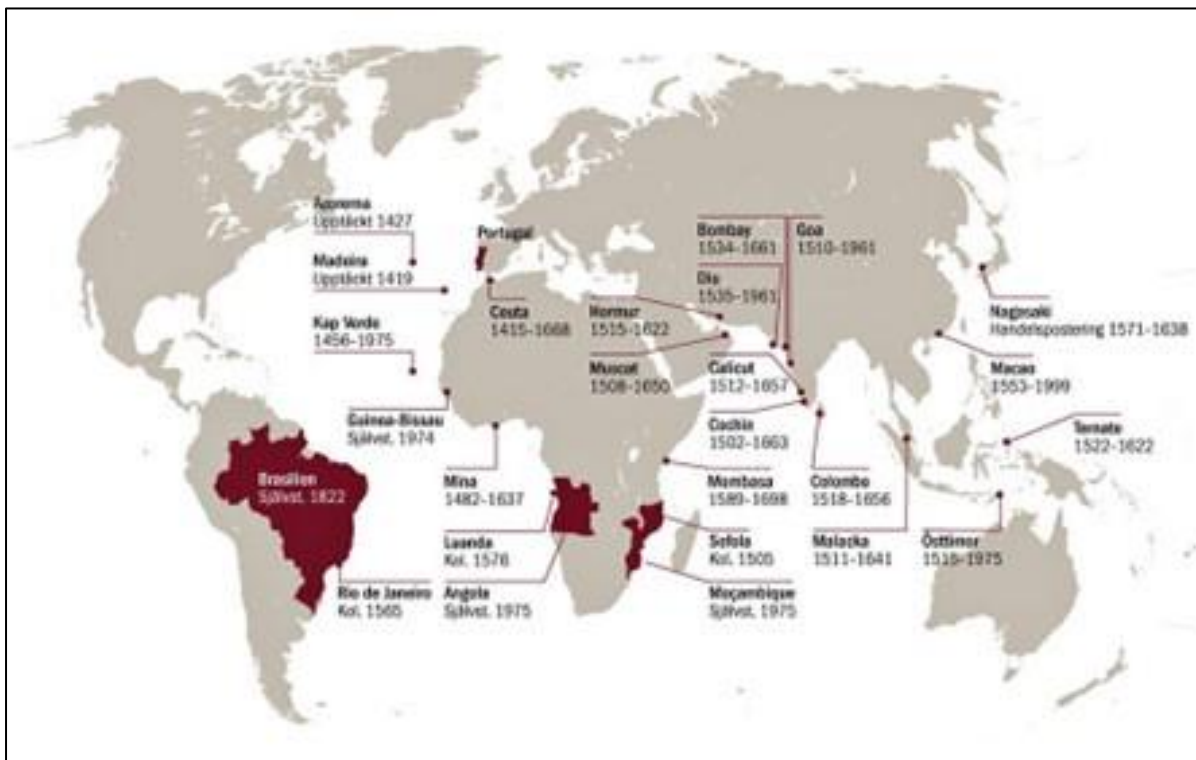 Azorerna
Upptäckt 1427
Madeira
Upptäckt 1419
Kap Verde
1456–1975
Guinea-Bissau
Självst. 1974
Brasilien
Självst. 1822
Rio de Janeiro
Kol. 1565
Portugal
Ceuta
1415–1668
Mina
1482–1637
Luanda
Kol. 1576
Angola
Självst. 1975
Hormur
1515–1622
Muscat
1508–1650
Bombay
1534–1661
Diu
1535–1961
Goa
1510–1961
Calicut
1512–1657
Cochin
1502–1663
Mombasa
1589–1698
Sofola
Kol. 1505
Moçambique
Självst. 1975
Colombo
1518–1656
Malacka
1511–1641
Nagasaki
Handelspostering 1571–1638
Macao
1553–1999
Ternate
1522–1622
Östtimor
1515–1975